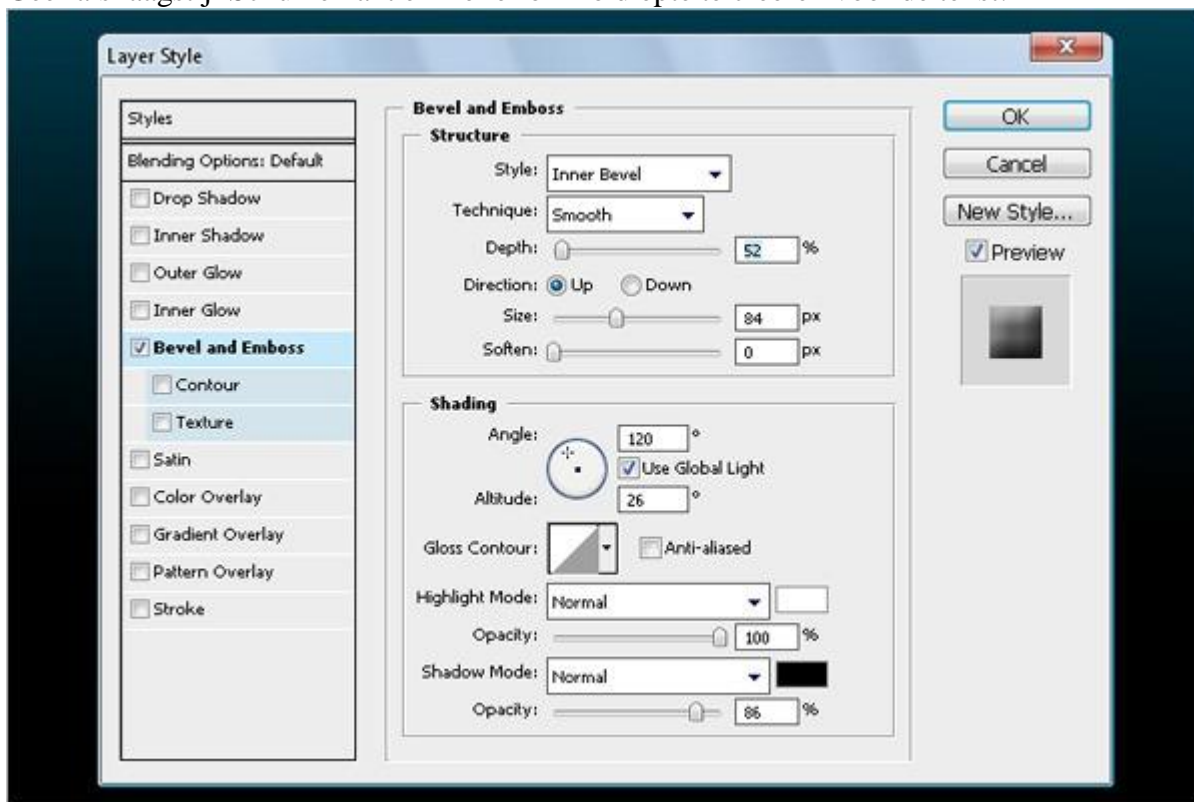 Layer Style
Styles
Blending Options: Default
Drop Shadow
Inner Shadow
Outer Glow
Inner Glow
Bevel and Emboss
Contour
Texture
Satin
Color Overlay
Gradient Overlay
Pattern Overlay
Stroke
Bevel and Emboss
Structure
Style: Inner Bevel
Technique: Smooth
Depth: 52 %
Direction: Up Down
Size: 84 px
Soften: 0 px
Shading
Angle: 120 °
Use Global Light
Altitude: 26 °
Gloss Contour: Anti-aliased
Highlight Mode: Normal
Opacity: 100 %
Shadow Mode: Normal
Opacity: 86 %
OK
Cancel
New Style...
Preview